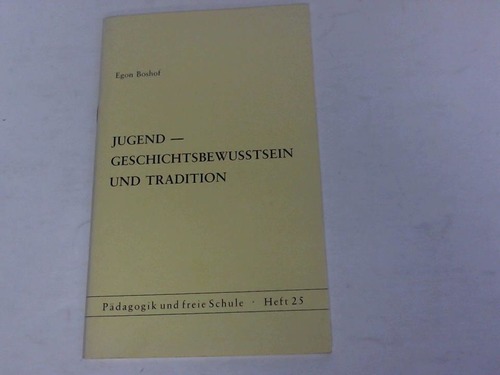 Egon Boshof
JUGEND —
GESCHICHTSBEWUSSTSEIN
UND TRADITION
Pädagogik und freie Schule · Heft 25